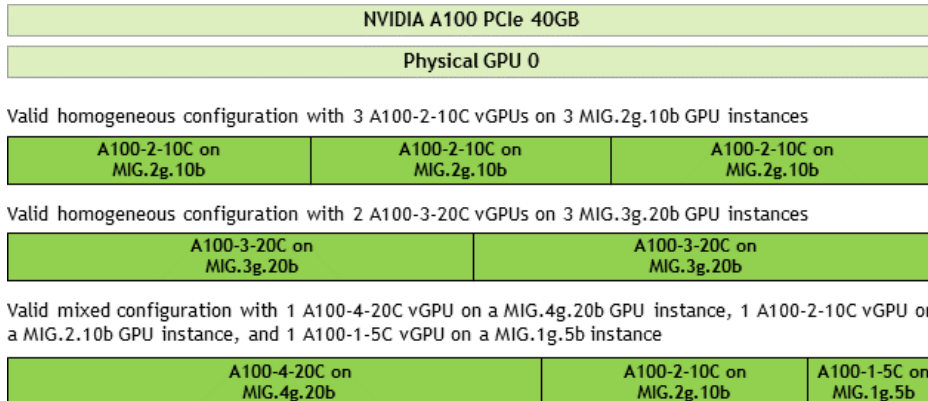 NVIDIA A100 PCIe 40GB
Physical GPU 0
Valid homogeneous configuration with 3 A100-2-10C vGPUs on 3 MIG.2g.10b GPU instances
A100-2-10C on A100-2-10C on A100-2-10C on
MIG.2g.10b MIG.2g.10b MIG.2g.10b
Valid homogeneous configuration with 2 A100-3-20C vGPUs on 3 MIG.3g.20b GPU instances
A100-3-20C on A100-3-20C on
MIG.3g.20b MIG.3g.20b
Valid mixed configuration with 1 A100-4-20C vGPU on a MIG.4g.20b GPU instance, 1 A100-2-10C vGPU on
a MIG.2.10b GPU instance, and 1 A100-1-5C vGPU on a MIG.1g.5b instance
A100-4-20C on A100-2-10C on A100-1-5C on
MIG.4g.20b MIG.2g.10b MIG.1g.5b